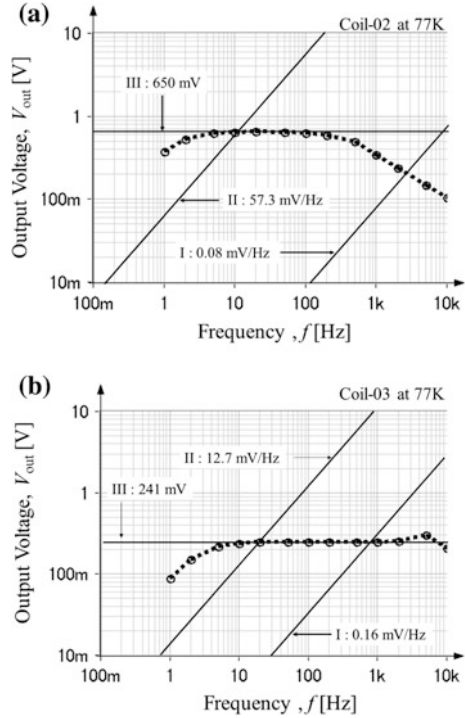 (a)
Coil-02 at 77K
10
III : 650 mV
1
Output Voltage, Vout [V]
100m
II : 57.3 mV/Hz
I : 0.08 mV/Hz
10m
100m 1 10 100 1k 10k
Frequency , f [Hz]
(b)
Coil-03 at 77K
10
II : 12.7 mV/Hz
III : 241 mV
1
Output Voltage, Vout [V]
100m
I : 0.16 mV/Hz
10m
100m 1 10 100 1k 10k
Frequency , f [Hz]